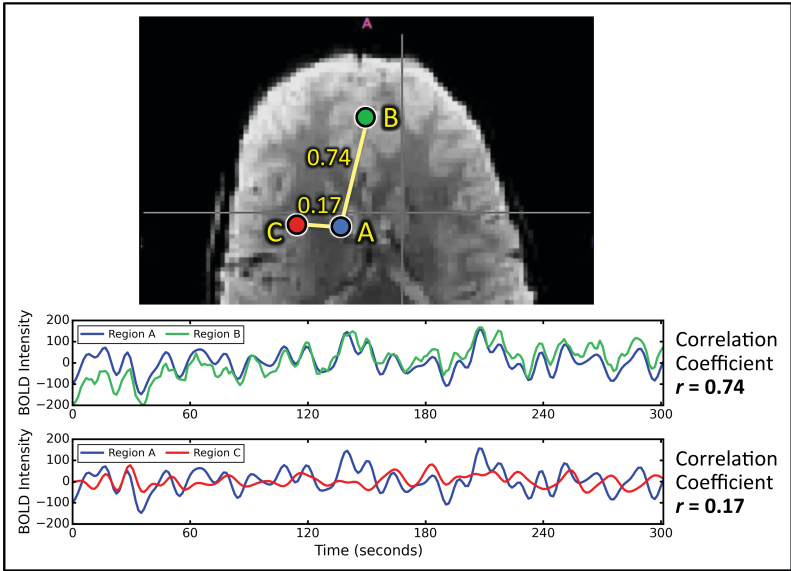 A
B
0.74
0.17
C
A
200
100
0
−100
−200
BOLD Intensity
Region A
Region B
0
60
120
180
240
300
Correlation
Coefficient
r = 0.74
200
100
0
−100
−200
BOLD Intensity
Region A
Region C
0
60
120
180
240
300
Time (seconds)
Correlation
Coefficient
r = 0.17